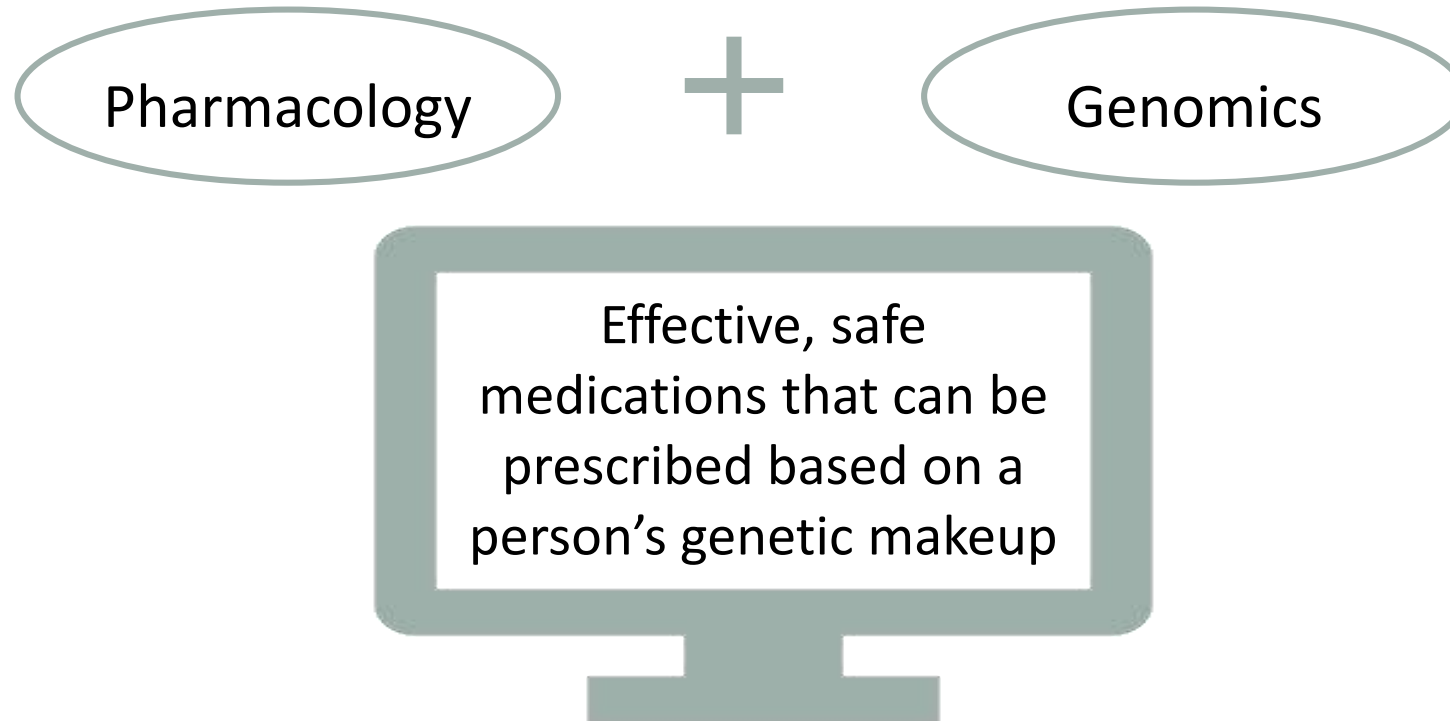 Pharmacology + Genomics
Effective, safe
medications that can be
prescribed based on a
person’s genetic makeup